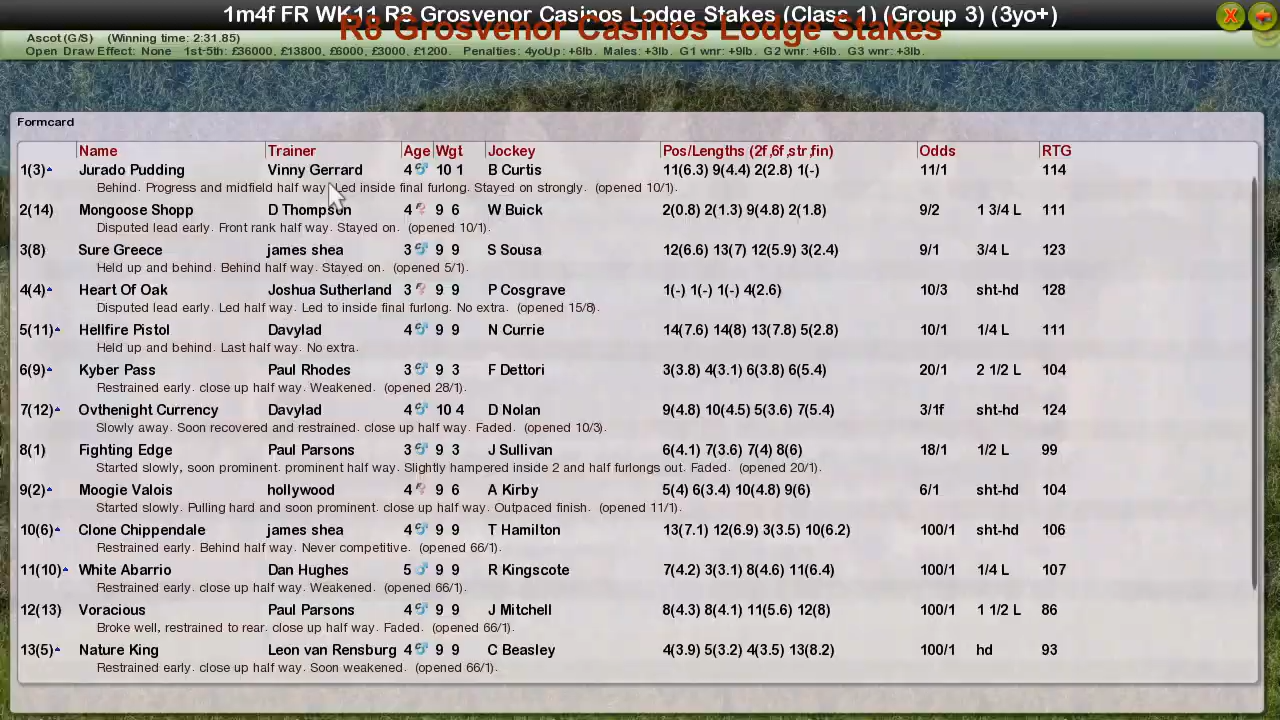 1m4f FR WK11 R8 Grosvenor Casinos Lodge Stakes (Class 1) (Group 3) (3yo+)
R8 Grosvenor Casinos Lodge Stakes
Ascot(G/S) (Winning time: 2:31.85)
Open Draw Effect: None 1st-5th: £36000, £13800, £6000, £3000, £1200. Penalties: 4yoUp: +6lb. Males: +3lb. G1 wnr: +9lb. G2 wnr: +6lb. G3 wnr: +3lb.
Formcard
Name Trainer Age Wgt Jockey Pos/Lengths (2f,6f,str,fin) Odds RTG
1(3) Jurado Pudding Vinny Gerrard 4 10 1 B Curtis 11(6.3) 9(4.4) 2(2.8) 1(-) 11/1 114
Behind. Progress and midfield half way. Led inside final furlong. Stayed on strongly. (opened 10/1).
2(14) Mongoose Shopp D Thompson 4 9 6 W Buick 2(0.8) 2(1.3) 9(4.8) 2(1.8) 9/2 1 3/4 L 111
Disputed lead early. Front rank half way. Stayed on. (opened 10/1).
3(8) Sure Greece james shea 3 9 9 S Sousa 12(6.6) 13(7) 12(5.9) 3(2.4) 9/1 3/4 L 123
Held up and behind. Behind half way. Stayed on. (opened 5/1).
4(4) Heart Of Oak Joshua Sutherland 3 9 9 P Cosgrave 1(-) 1(-) 1(-) 4(2.6) 10/3 sht-hd 128
Disputed lead early. Led half way. Led to inside final furlong. No extra. (opened 15/8).
5(11) Hellfire Pistol Davylad 4 9 9 N Currie 14(7.6) 14(8) 13(7.8) 5(2.8) 10/1 1/4 L 111
Held up and behind. Last half way. No extra.
6(9) Kyber Pass Paul Rhodes 3 9 3 F Dettori 3(3.8) 4(3.1) 6(3.8) 6(5.4) 20/1 2 1/2 L 104
Restrained early. close up half way. Weakened. (opened 28/1).
7(12) Ovthenight Currency Davylad 4 10 4 D Nolan 9(4.8) 10(4.5) 5(3.6) 7(5.4) 3/1f sht-hd 124
Slowly away. Soon recovered and restrained. close up half way. Faded. (opened 10/3).
8(1) Fighting Edge Paul Parsons 3 9 3 J Sullivan 6(4.1) 7(3.6) 7(4) 8(6) 18/1 1/2 L 99
Started slowly, soon prominent. prominent half way. Slightly hampered inside 2 and half furlongs out. Faded. (opened 20/1).
9(2) Moogie Valois hollywood 4 9 6 A Kirby 5(4) 6(3.4) 10(4.8) 9(6) 6/1 sht-hd 104
Started slowly. Pulling hard and soon prominent. close up half way. Outpaced finish. (opened 11/1).
10(6) Clone Chippendale james shea 4 9 9 T Hamilton 13(7.1) 12(6.9) 3(3.5) 10(6.2) 100/1 sht-hd 106
Restrained early. Behind half way. Never competitive. (opened 66/1).
11(10) White Abarrio Dan Hughes 5 9 9 R Kingscote 7(4.2) 3(3.1) 8(4.6) 11(6.4) 100/1 1/4 L 107
Restrained early. close up half way. Weakened. (opened 66/1).
12(13) Voracious Paul Parsons 4 9 9 J Mitchell 8(4.3) 8(4.1) 11(5.6) 12(8) 100/1 1 1/2 L 86
Broke well, restrained to rear. close up half way. Faded. (opened 66/1).
13(5) Nature King Leon van Rensburg 4 9 9 C Beasley 4(3.9) 5(3.2) 4(3.5) 13(8.2) 100/1 hd 93
Restrained early. close up half way. Soon weakened. (opened 66/1).